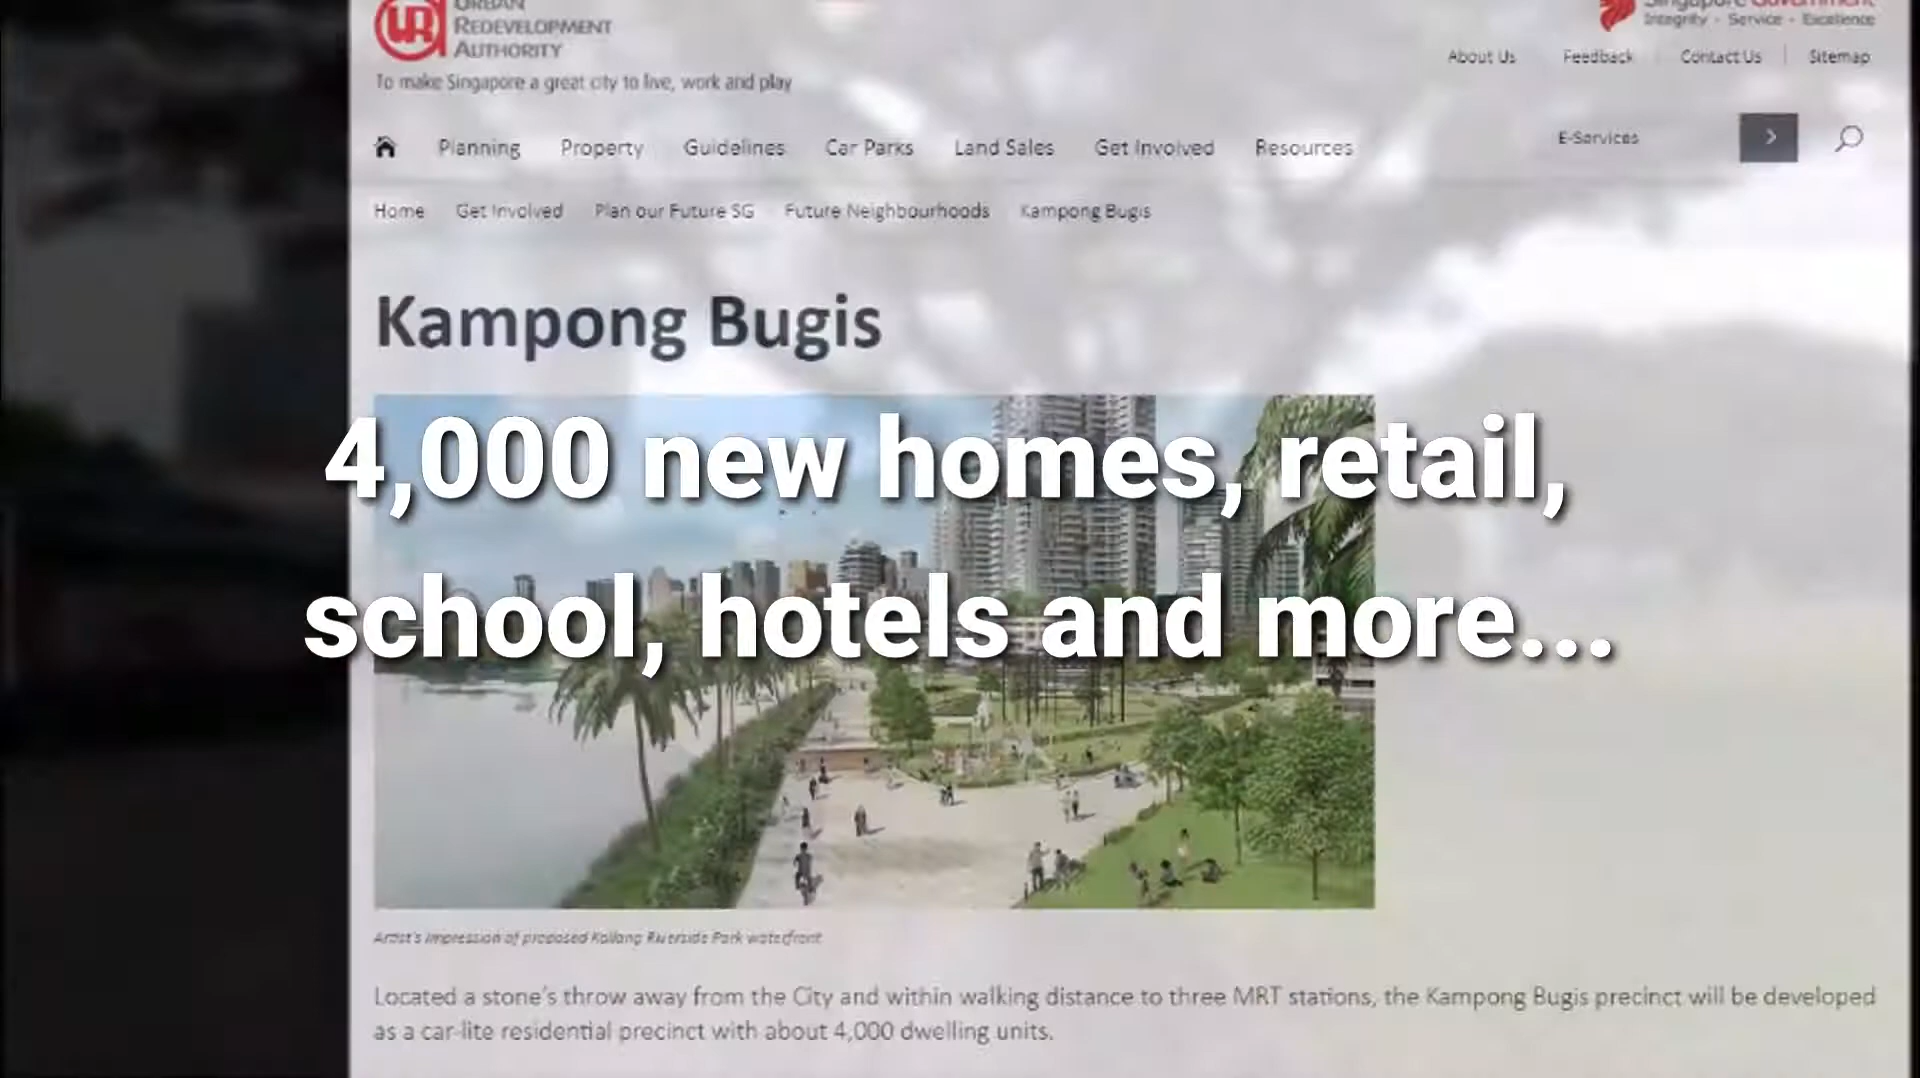 URBAN
REDEVELOPMENT
AUTHORITY
To make Singapore a great city to live, work and play
Singapore Government
Integrity · Service · Excellence
About Us Feedback Contact Us Sitemap
Planning Property Guidelines Car Parks Land Sales Get Involved Resources
E-Services
Home Get Involved Plan our Future SG Future Neighbourhoods Kampong Bugis
Kampong Bugis
4,000 new homes, retail,
school, hotels and more...
Artist's impression of proposed Kallang Riverside Park waterfront
Located a stone's throw away from the City and within walking distance to three MRT stations, the Kampong Bugis precinct will be developed
as a car-lite residential precinct with about 4,000 dwelling units.